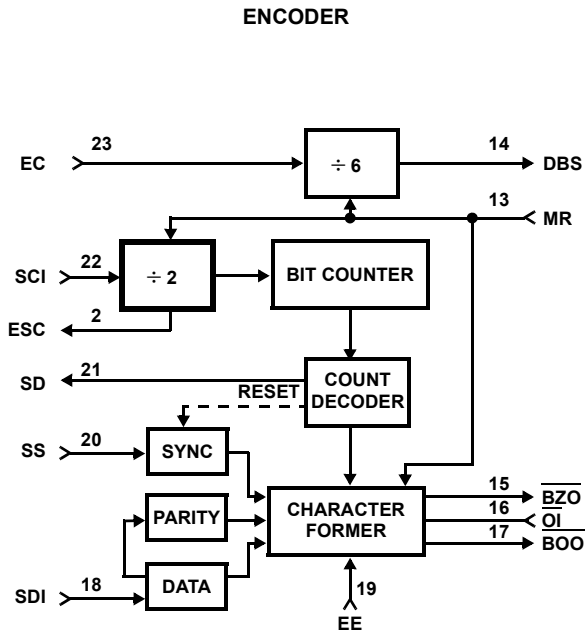 ENCODER
EC
23
÷ 6
14
DBS
13
MR
SCI
22
÷ 2
BIT COUNTER
ESC
2
SD
21
RESET
COUNT
DECODER
SS
20
SYNC
PARITY
CHARACTER
FORMER
15
BZO
16
OI
17
BOO
SDI
18
DATA
19
EE